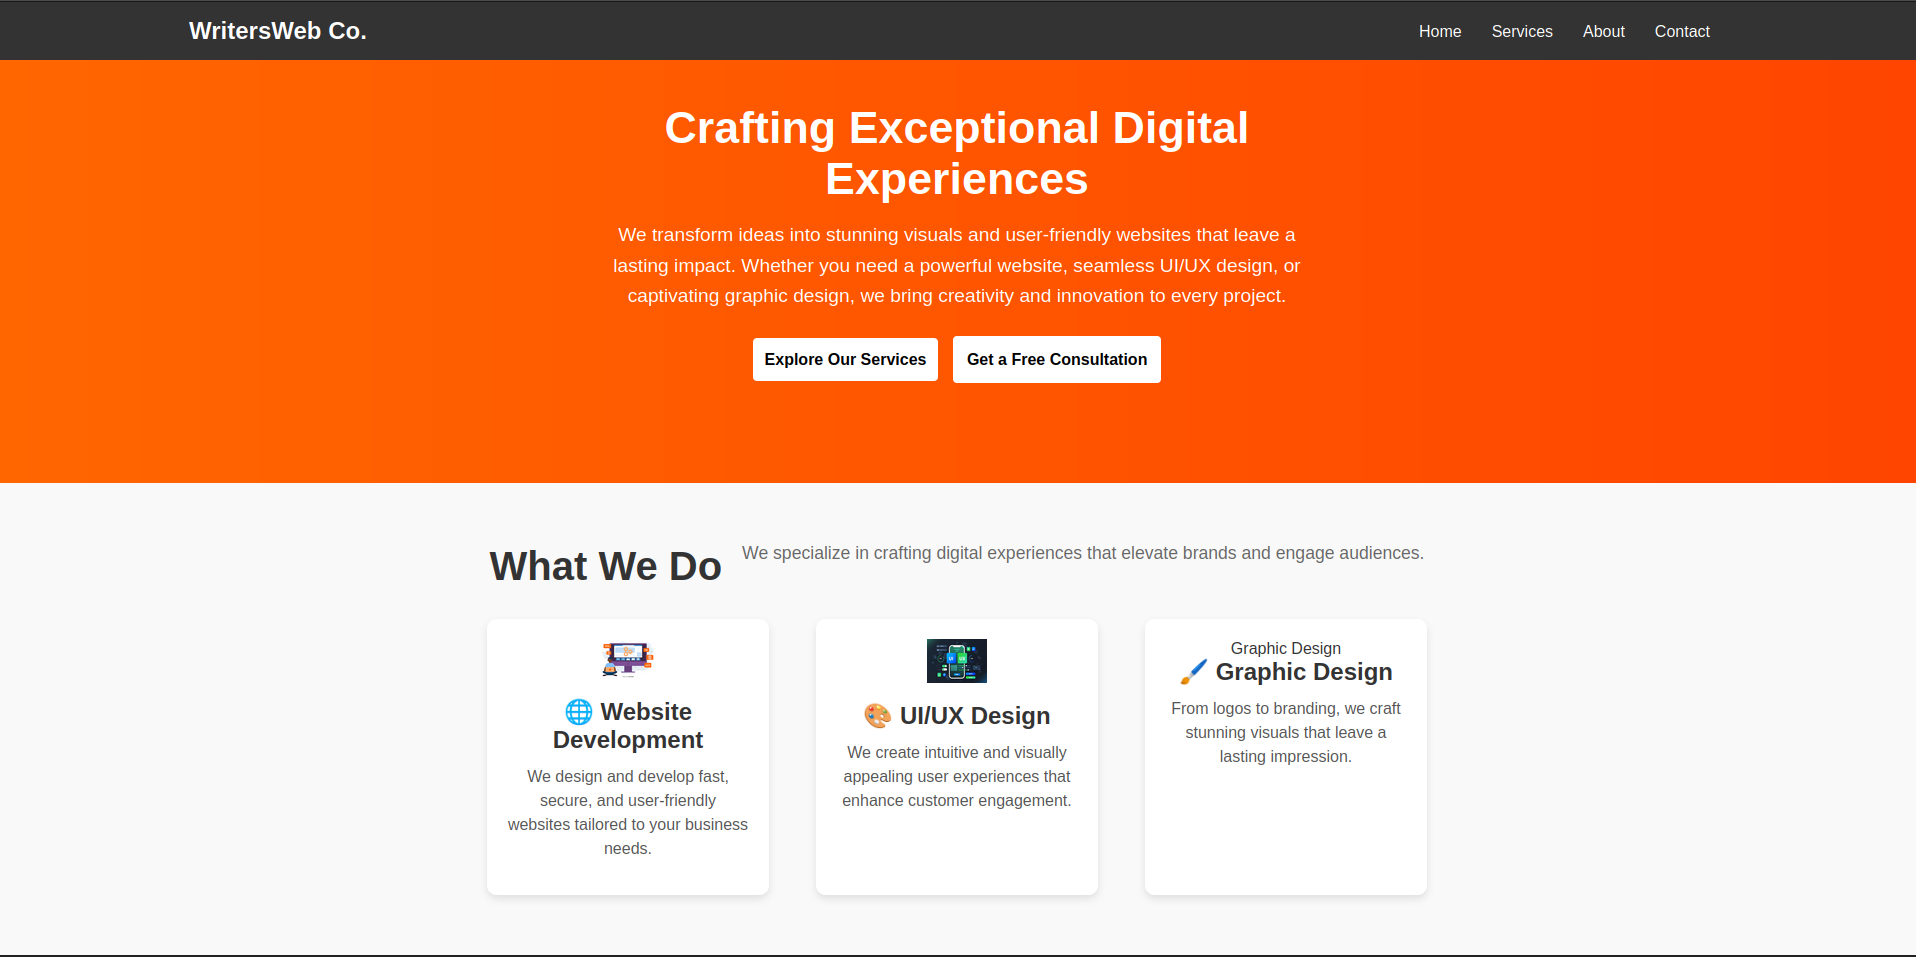 WritersWeb Co.
Home Services About Contact
Crafting Exceptional Digital
Experiences
We transform ideas into stunning visuals and user-friendly websites that leave a
lasting impact. Whether you need a powerful website, seamless UI/UX design, or
captivating graphic design, we bring creativity and innovation to every project.
Explore Our Services
Get a Free Consultation
What We Do
We specialize in crafting digital experiences that elevate brands and engage audiences.
🌐 Website
Development
We design and develop fast,
secure, and user-friendly
websites tailored to your business
needs.
🎨 UI/UX Design
We create intuitive and visually
appealing user experiences that
enhance customer engagement.
Graphic Design
🖌️ Graphic Design
From logos to branding, we craft
stunning visuals that leave a
lasting impression.